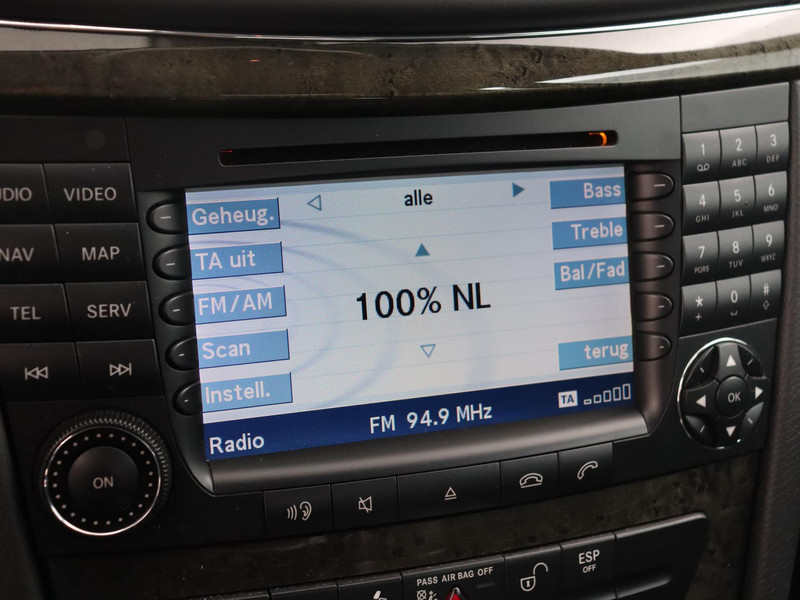 UDIO VIDEO
NAV MAP
TEL SERV
ON
Geheug.
TA uit
FM/AM
Scan
Instell.
alle
100% NL
Bass
Treble
Bal/Fad
terug
Radio
FM 94.9 MHz
TA
1
2 ABC
3 DEF
4 GHI
5 JKL
6 MNO
7 PQRS
8 TUV
9 WXYZ
*
+
0
#
OK
PASS AIR BAG OFF
ESP
OFF